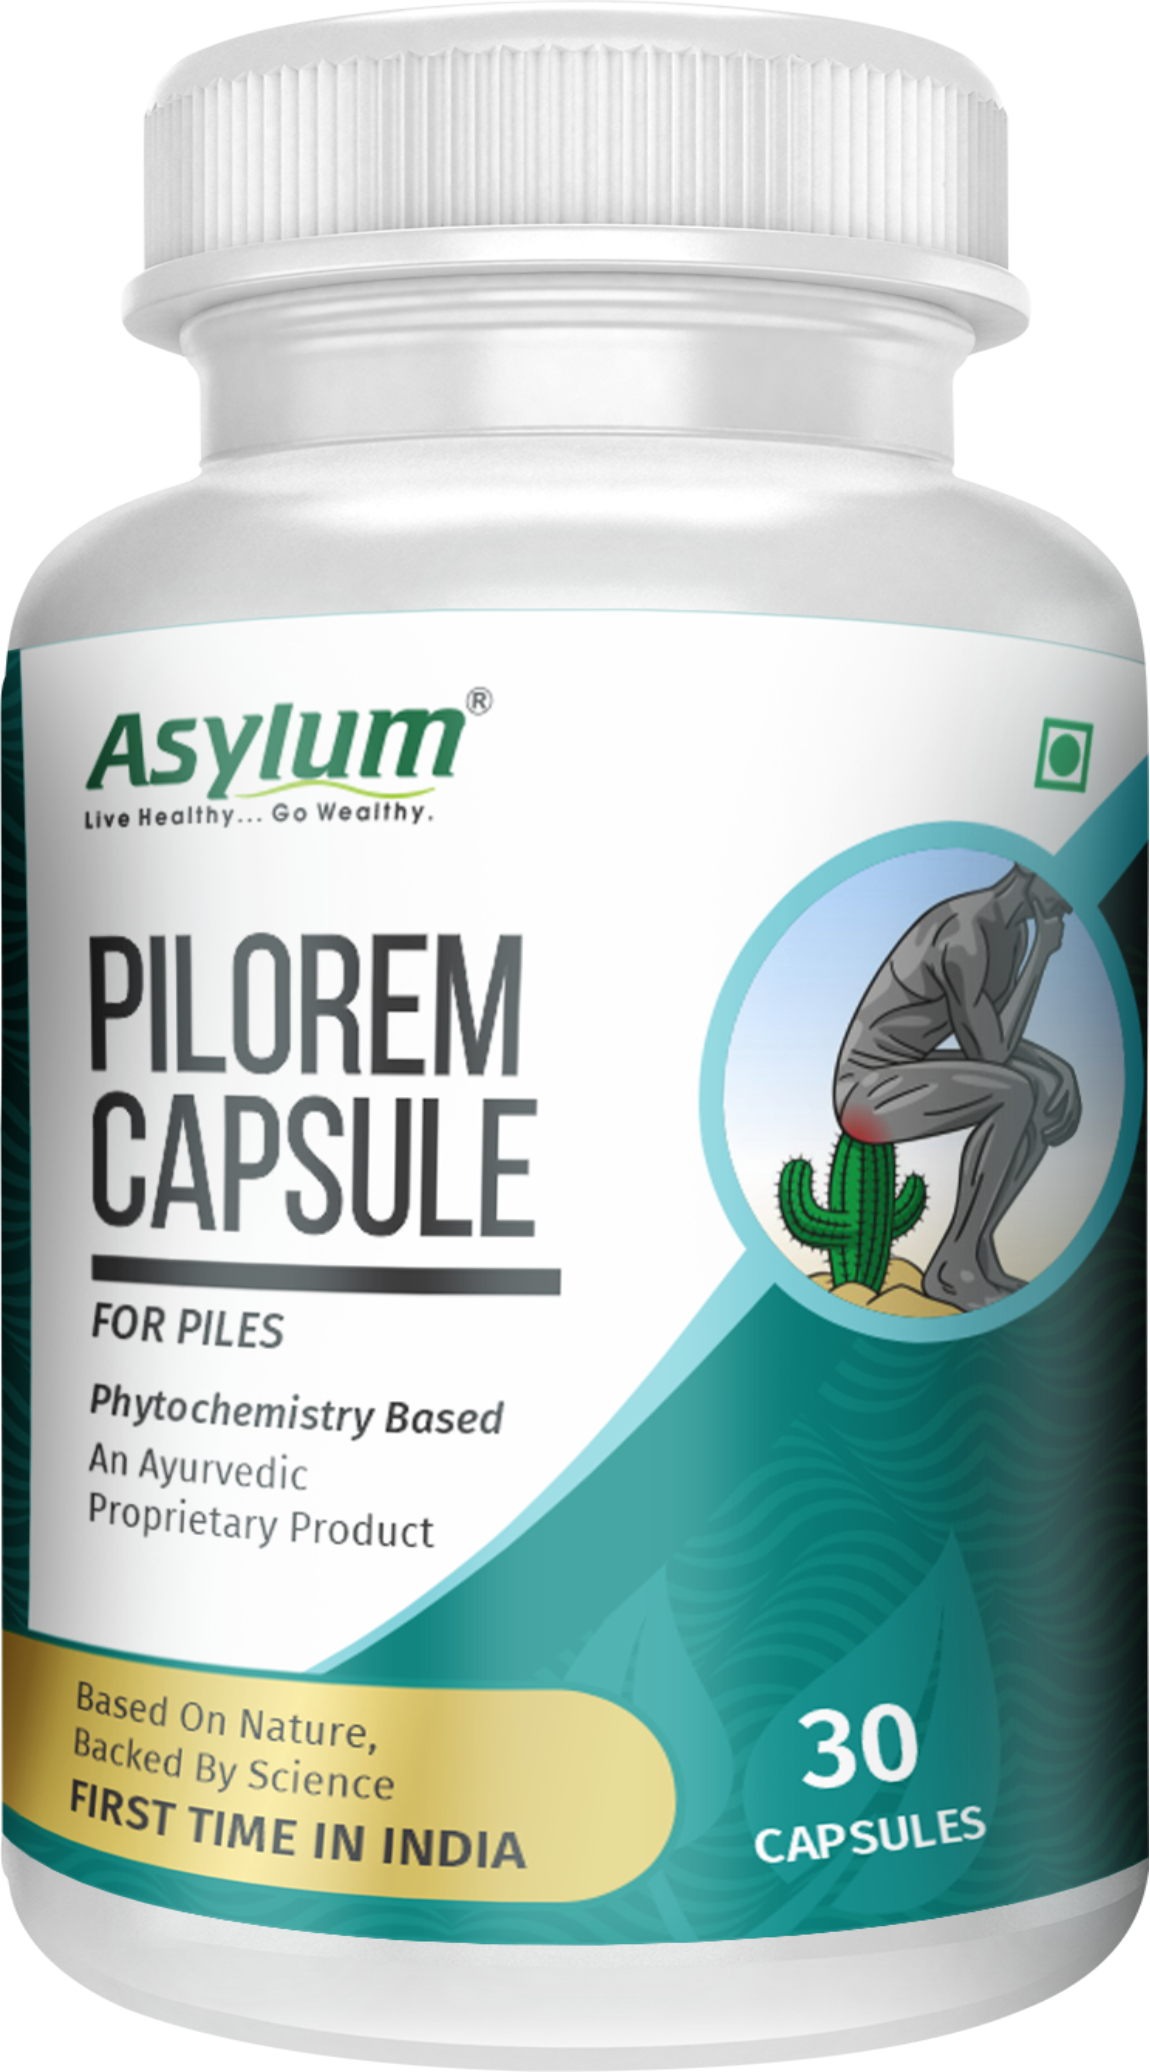 Asylum®
Live Healthy... Go Wealthy.
PILOREM
CAPSULE
FOR PILES
Phytochemistry Based
An Ayurvedic
Proprietary Product
Based On Nature,
Backed By Science
FIRST TIME IN INDIA
30
CAPSULES